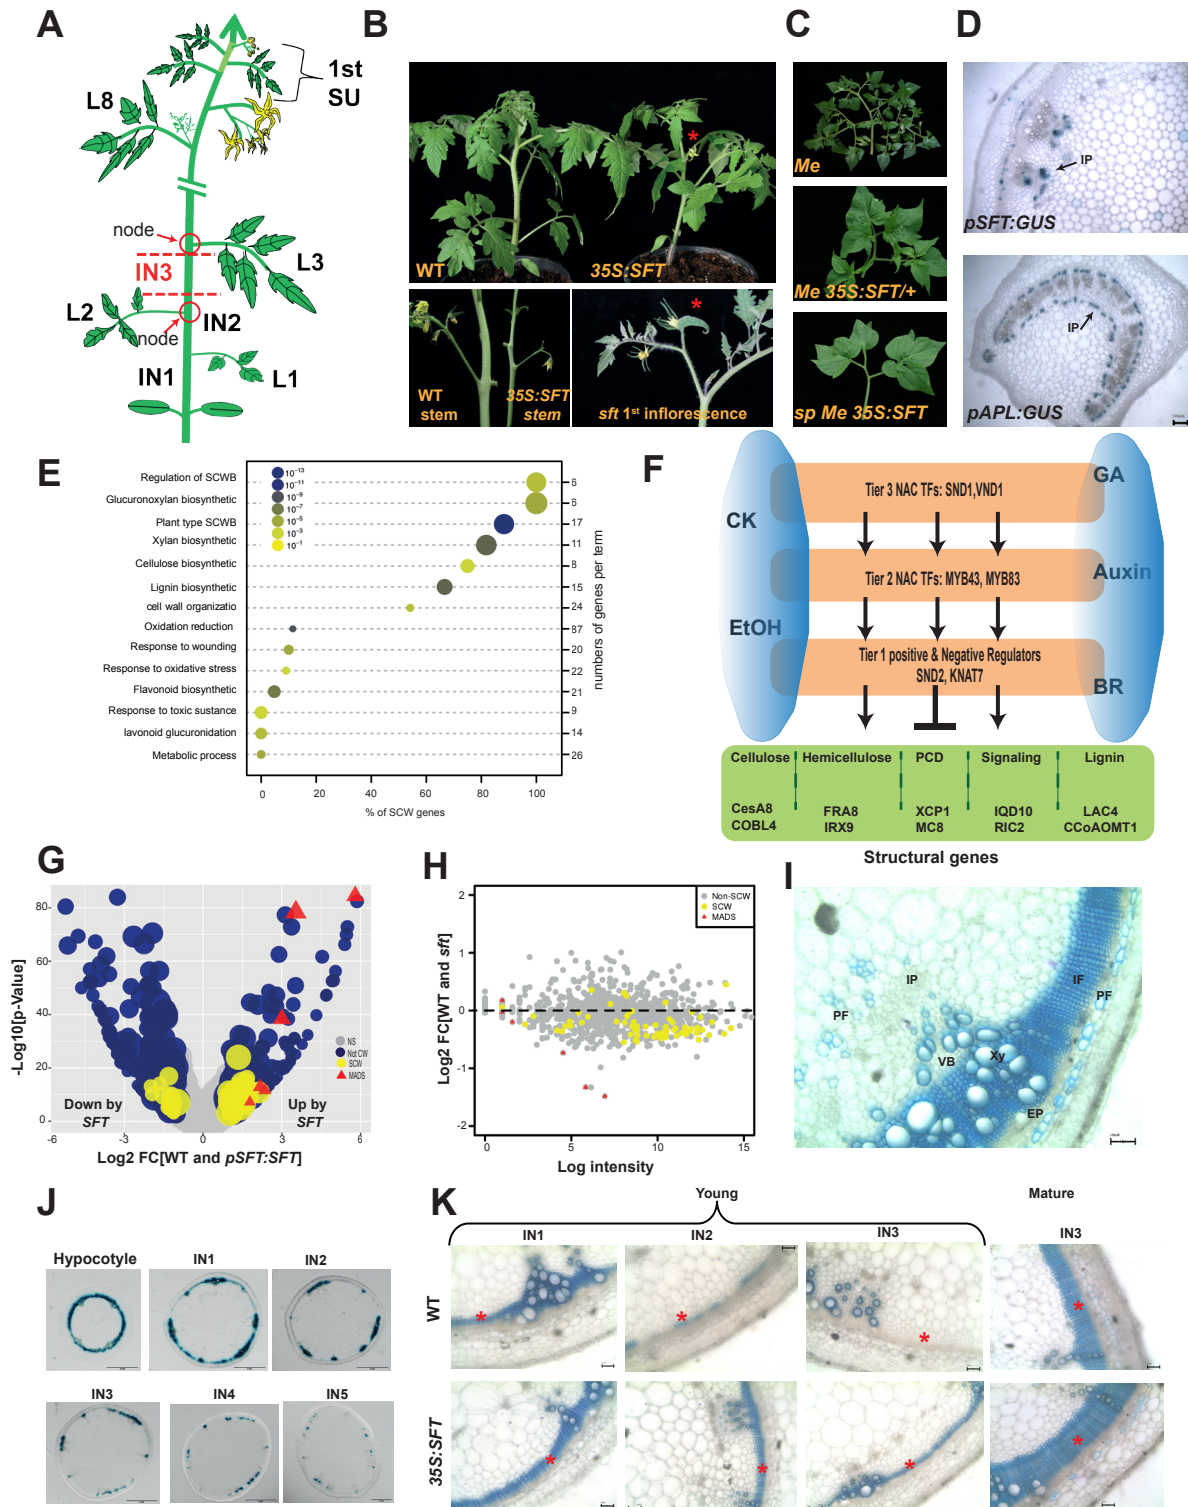 A
1st
SU
L8
node
IN3
L3
L2
node
IN2
IN1
L1
B
WT
35S:SFT
*
WT
stem
35S:SFT
stem
*
sft 1st inflorescence
C
Me
Me 35S:SFT/+
sp Me 35S:SFT
D
IP
pSFT:GUS
IP
pAPL:GUS
E
Regulation of SCWB
Glucuronoxylan biosynthetic
Plant type SCWB
Xylan biosynthetic
Cellulose biosynthetic
Lignin biosynthetic
cell wall organizatio
Oxidation reduction
Response to wounding
Response to oxidative stress
Flavonoid biosynthetic
Response to toxic sustance
lavonoid glucuronidation
Metabolic process
10−13
10−11
10−9
10−7
10−5
10−3
10−1
6
6
17
11
8
15
24
87
20
22
21
9
14
26
numbers of genes per term
0 20 40 60 80 100
% of SCW genes
F
CK
EtOH
GA
Auxin
BR
Tier 3 NAC TFs: SND1,VND1
Tier 2 NAC TFs: MYB43, MYB83
Tier 1 positive & Negative Regulators
SND2, KNAT7
Cellulose Hemicellulose PCD Signaling Lignin
CesA8 FRA8 XCP1 IQD10 LAC4
COBL4 IRX9 MC8 RIC2 CCoAOMT1
Structural genes
G
-Log10[p-Value]
80
60
40
20
0
NS
Not CW
SCW
MADS
Down by
SFT
Up by
SFT
-6 -3 0 3 6
Log2 FC[WT and pSFT:SFT]
H
Log2 FC[WT and sft]
2
1
0
-1
-2
Non-SCW
SCW
MADS
0 5 10 15
Log intensity
I
IP
IF
PF
PF
VB
Xy
EP
J
Hypocotyle
IN1
IN2
IN3
IN4
IN5
K
Young
Mature
IN1
IN2
IN3
IN3
WT
* * * *
35S:SFT
* * * *